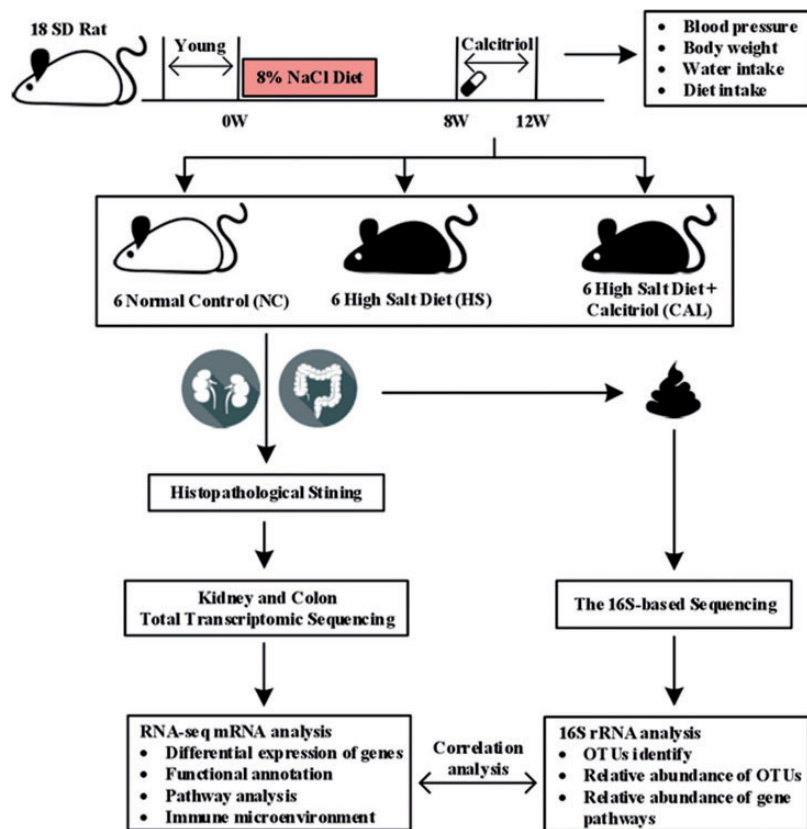 18 SD Rat
Young
8% NaCl Diet
Calcitriol
0W
8W
12W
• Blood pressure
• Body weight
• Water intake
• Diet intake
6 Normal Control (NC)
6 High Salt Diet (HS)
6 High Salt Diet+
Calcitriol (CAL)
Histopathological Stining
Kidney and Colon
Total Transcriptomic Sequencing
The 16S-based Sequencing
RNA-seq mRNA analysis
• Differential expression of genes
• Functional annotation
• Pathway analysis
• Immune microenvironment
Correlation
analysis
16S rRNA analysis
• OTUs identify
• Relative abundance of OTUs
• Relative abundance of gene
pathways